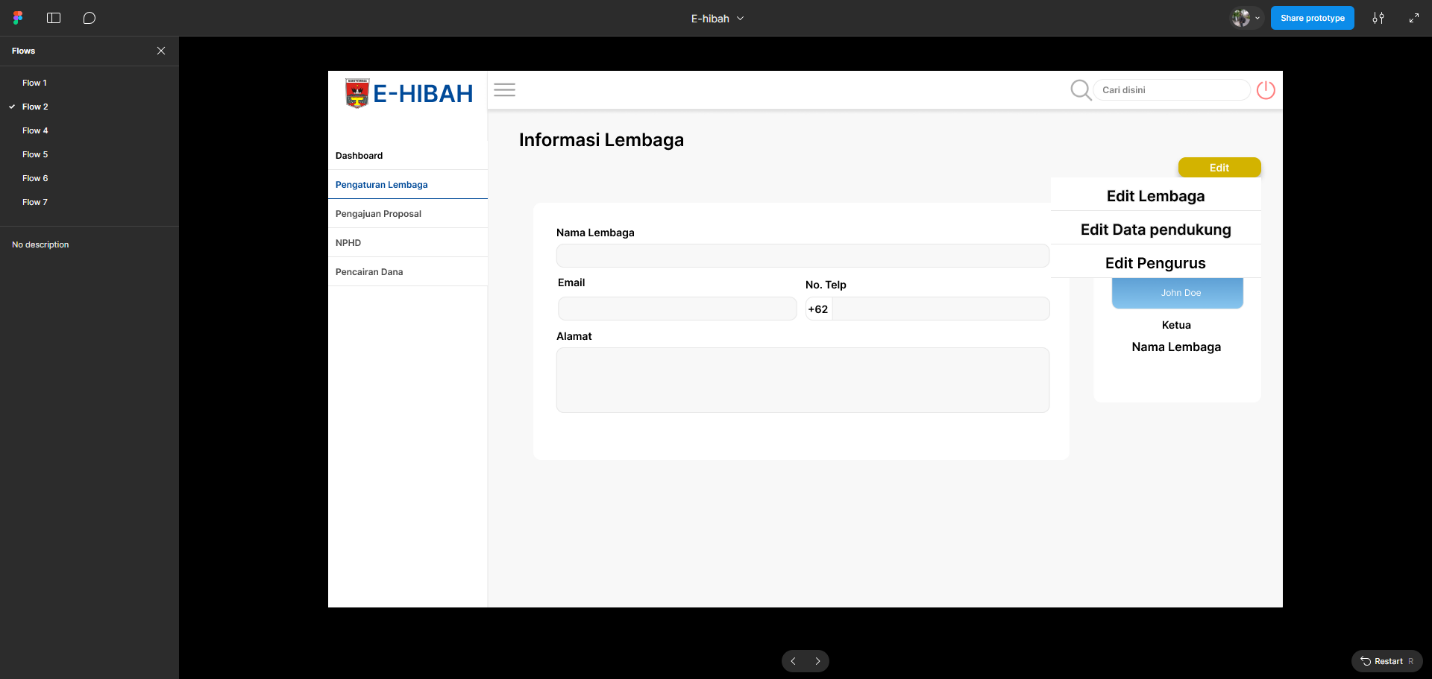 E-hibah
Share prototype
Flows
Flow 1
Flow 2
Flow 4
Flow 5
Flow 6
Flow 7
No description
E-HIBAH
Cari disini
Dashboard
Pengaturan Lembaga
Pengajuan Proposal
NPHD
Pencairan Dana
Informasi Lembaga
Edit
Edit Lembaga
Edit Data pendukung
Edit Pengurus
Nama Lembaga
Email
No. Telp
+62
Alamat
John Doe
Ketua
Nama Lembaga
Restart R